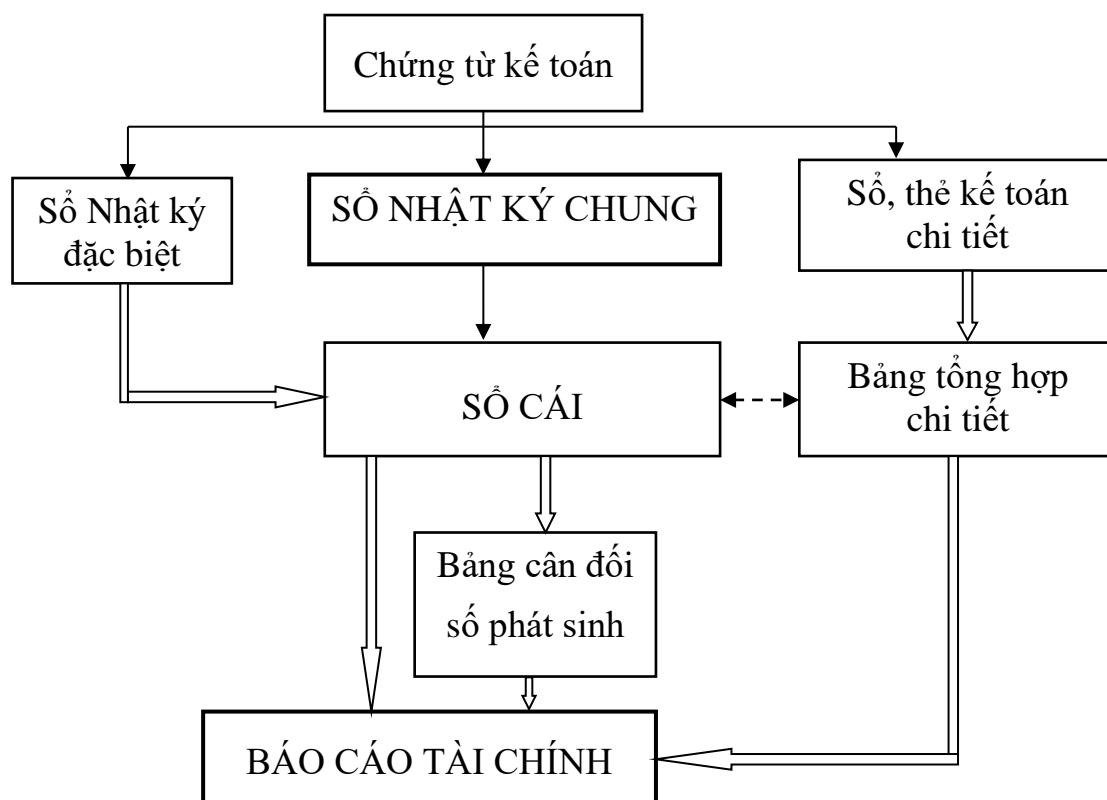 Chứng từ kế toán
Sổ Nhật ký
đặc biệt
SỔ NHẬT KÝ CHUNG
Sổ, thẻ kế toán
chi tiết
SỔ CÁI
Bảng tổng hợp
chi tiết
Bảng cân đối
số phát sinh
BÁO CÁO TÀI CHÍNH